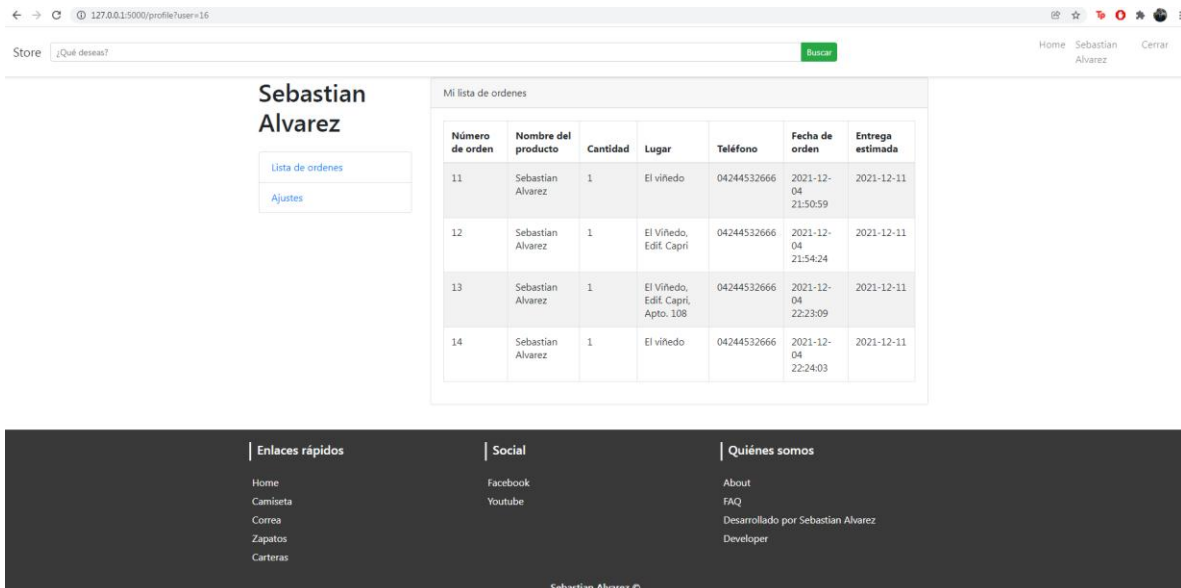 127.0.0.1:5000/profile?user=16
Store ¿Qué deseas? Buscar Home Sebastian Alvarez Cerrar
Sebastian
Alvarez
Lista de ordenes
Ajustes
Mi lista de ordenes
Número de orden Nombre del producto Cantidad Lugar Teléfono Fecha de orden Entrega estimada
11 Sebastian Alvarez 1 El viñedo 04244532666 2021-12-04 21:50:59 2021-12-11
12 Sebastian Alvarez 1 El Viñedo, Edif. Capri 04244532666 2021-12-04 21:54:24 2021-12-11
13 Sebastian Alvarez 1 El Viñedo, Edif. Capri, Apto. 108 04244532666 2021-12-04 22:23:09 2021-12-11
14 Sebastian Alvarez 1 El viñedo 04244532666 2021-12-04 22:24:03 2021-12-11
Enlaces rápidos
Home
Camiseta
Correa
Zapatos
Carteras
Social
Facebook
Youtube
Quiénes somos
About
FAQ
Desarrollado por Sebastian Alvarez
Developer
Sebastian Alvarez ©